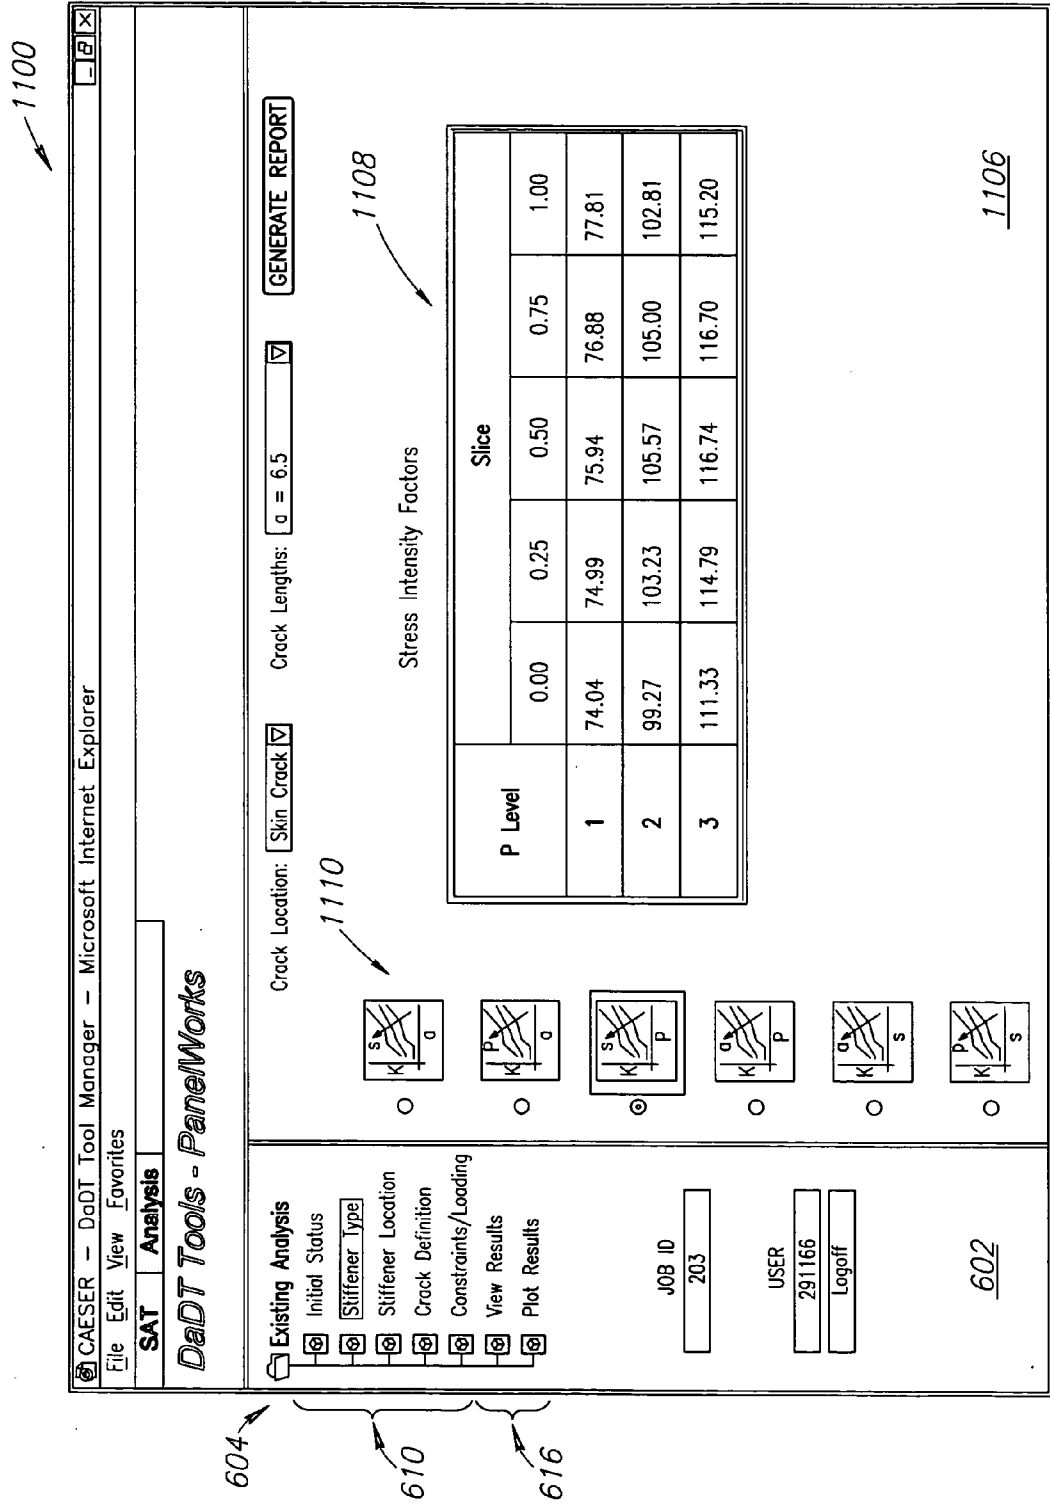 1100
CAESER – DaDT Tool Manager – Microsoft Internet Explorer
File Edit View Favorites
SAT Analysis
DaDT Tools - PanelWorks
604
Existing Analysis
Initial Status
Stiffener Type
Stiffener Location
Crack Definition
Constraints/Loading
View Results
Plot Results
610
616
JOB ID
203
USER
291166
Logoff
602
Crack Location: Skin Crack Crack Lengths: a = 6.5 GENERATE REPORT
1110
K s a
K P a
K s P
K a P
K a s
K P s
1108
Stress Intensity Factors
P Level Slice
0.00 0.25 0.50 0.75 1.00
1 74.04 74.99 75.94 76.88 77.81
2 99.27 103.23 105.57 105.00 102.81
3 111.33 114.79 116.74 116.70 115.20
1106